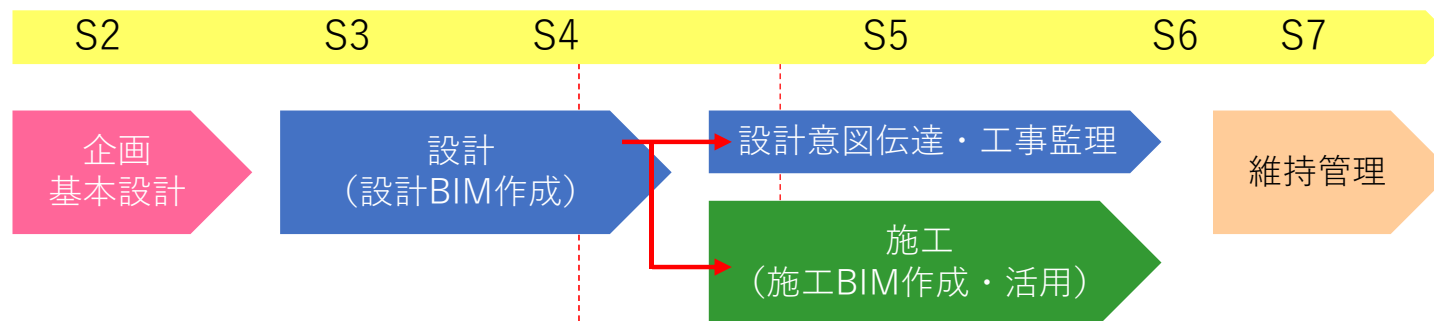 S2 S3 S4 S5 S6 S7
企画
基本設計
設計
（設計BIM作成）
設計意図伝達・工事監理
施工
（施工BIM作成・活用）
維持管理